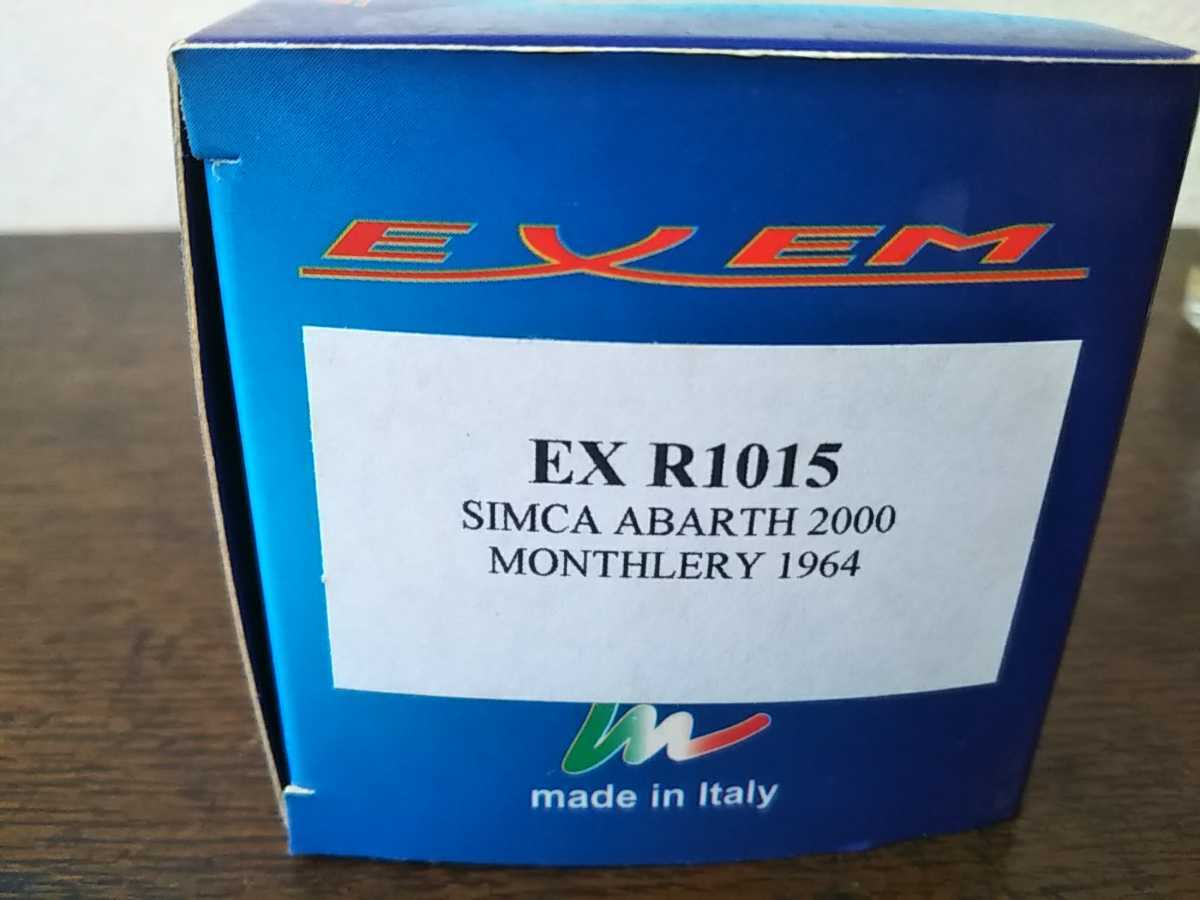 EXEM
EX R1015
SIMCA ABARTH 2000
MONTHLERY 1964
made in Italy